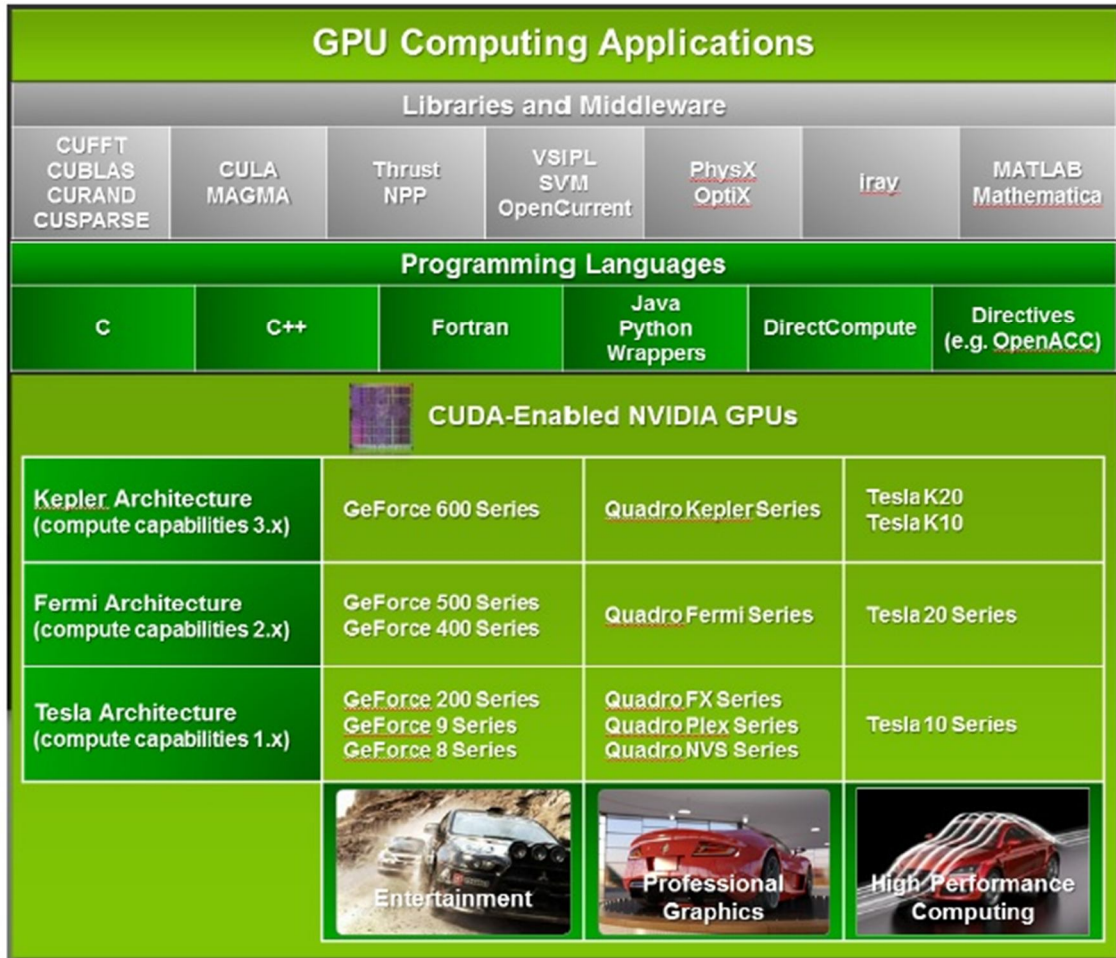 GPU Computing Applications
Libraries and Middleware
CUFFT
CUBLAS
CURAND
CUSPARSE
CULA
MAGMA
Thrust
NPP
VSIPL
SVM
OpenCurrent
PhysX
OptiX
iray
MATLAB
Mathematica
Programming Languages
C
C++
Fortran
Java
Python
Wrappers
DirectCompute
Directives
(e.g. OpenACC)
CUDA-Enabled NVIDIA GPUs
Kepler Architecture
(compute capabilities 3.x)
GeForce 600 Series
Quadro Kepler Series
Tesla K20
Tesla K10
Fermi Architecture
(compute capabilities 2.x)
GeForce 500 Series
GeForce 400 Series
Quadro Fermi Series
Tesla 20 Series
Tesla Architecture
(compute capabilities 1.x)
GeForce 200 Series
GeForce 9 Series
GeForce 8 Series
Quadro FX Series
Quadro Plex Series
Quadro NVS Series
Tesla 10 Series
Entertainment
Professional
Graphics
High Performance
Computing